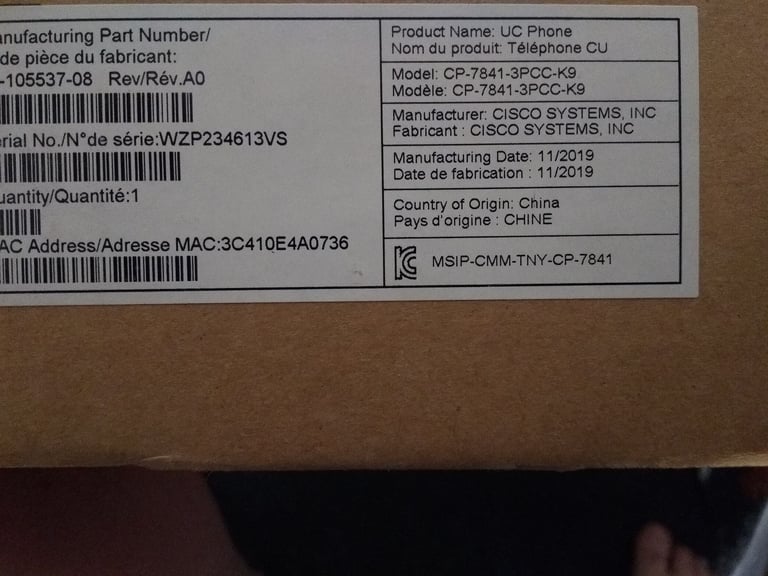 anufacturing Part Number/
de pièce du fabricant:
-105537-08 Rev/Rév.A0
rial No./N°de série:WZP234613VS
uantity/Quantité:1
AC Address/Adresse MAC:3C410E4A0736
Product Name: UC Phone
Nom du produit: Téléphone CU
Model: CP-7841-3PCC-K9
Modèle: CP-7841-3PCC-K9
Manufacturer: CISCO SYSTEMS, INC
Fabricant : CISCO SYSTEMS, INC
Manufacturing Date: 11/2019
Date de fabrication : 11/2019
Country of Origin: China
Pays d'origine : CHINE
MSIP-CMM-TNY-CP-7841